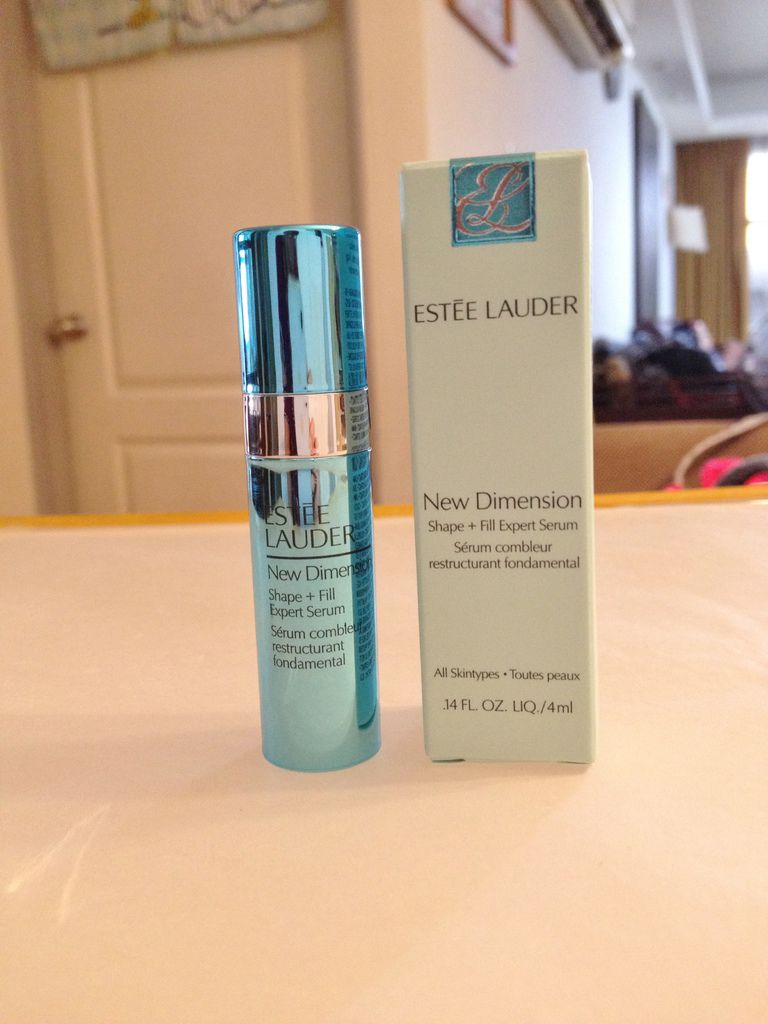 ESTĒE
LAUDER
New Dimension
Shape + Fill
Expert Serum
Sérum combleur
restructurant
fondamental
EL
ESTĒE LAUDER
New Dimension
Shape + Fill Expert Serum
Sérum combleur
restructurant fondamental
All Skintypes • Toutes peaux
.14 FL. OZ. LIQ./4ml